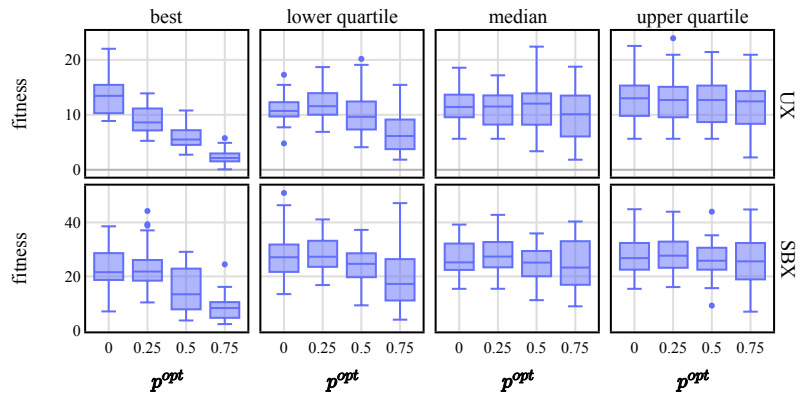 best lower quartile median upper quartile
fitness 20 10 0 UX
fitness 40 20 0 SBX
0 0.25 0.5 0.75 0 0.25 0.5 0.75 0 0.25 0.5 0.75 0 0.25 0.5 0.75
p^opt p^opt p^opt p^opt